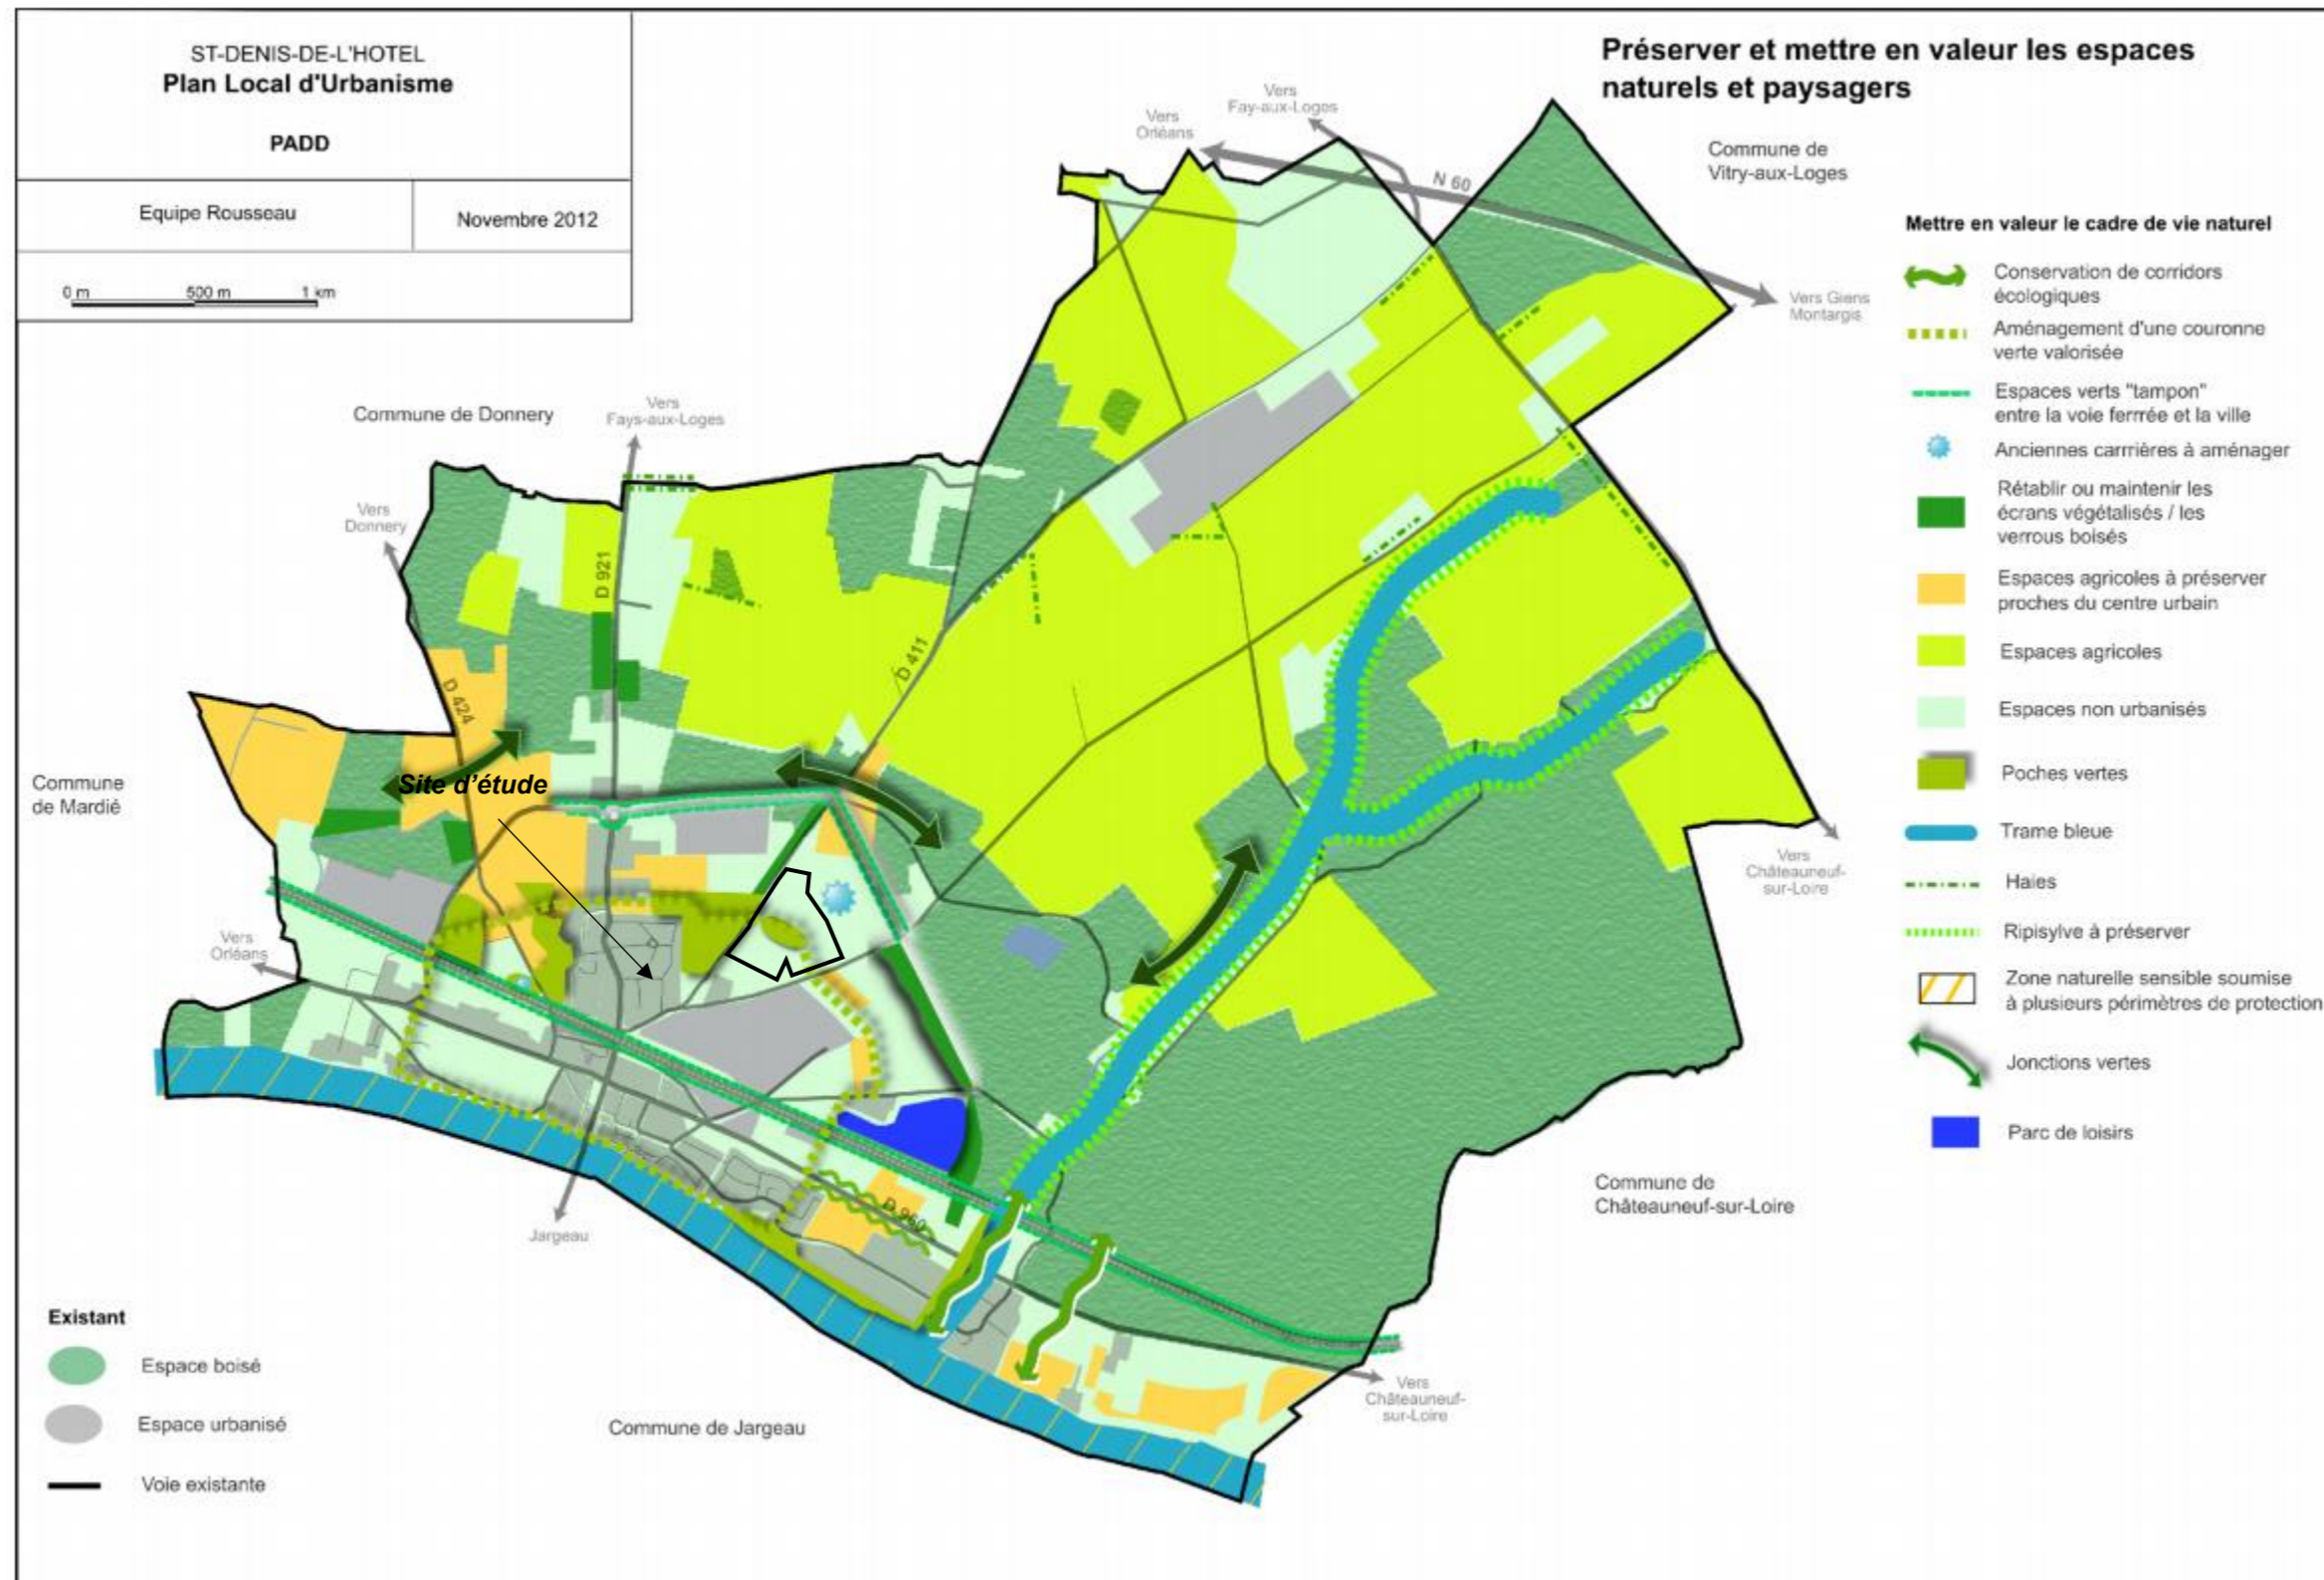 ST-DENIS-DE-L'HOTEL
Plan Local d'Urbanisme
PADD
Equipe Rousseau
Novembre 2012
0 m
500 m
1 km
Préserver et mettre en valeur les espaces
naturels et paysagers
Vers
Fay-aux-Loges
Vers
Orléans
N 60
Commune de
Vitry-aux-Loges
Vers Giens
Montargis
Commune de Donnery
Vers
Fays-aux-Loges
Vers
Donnery
D 921
D 411
D 424
Commune
de Mardié
Site d'étude
Vers
Orléans
Vers
Châteauneuf-
sur-Loire
Jargeau
D 960
Commune de
Châteauneuf-sur-Loire
Vers
Châteauneuf-
sur-Loire
Commune de Jargeau
Mettre en valeur le cadre de vie naturel
Conservation de corridors
écologiques
Aménagement d'une couronne
verte valorisée
Espaces verts "tampon"
entre la voie ferrrée et la ville
Anciennes carrrières à aménager
Rétablir ou maintenir les
écrans végétalisés / les
verrous boisés
Espaces agricoles à préserver
proches du centre urbain
Espaces agricoles
Espaces non urbanisés
Poches vertes
Trame bleue
Haies
Ripisylve à préserver
Zone naturelle sensible soumise
à plusieurs périmètres de protection
Jonctions vertes
Parc de loisirs
Existant
Espace boisé
Espace urbanisé
Voie existante